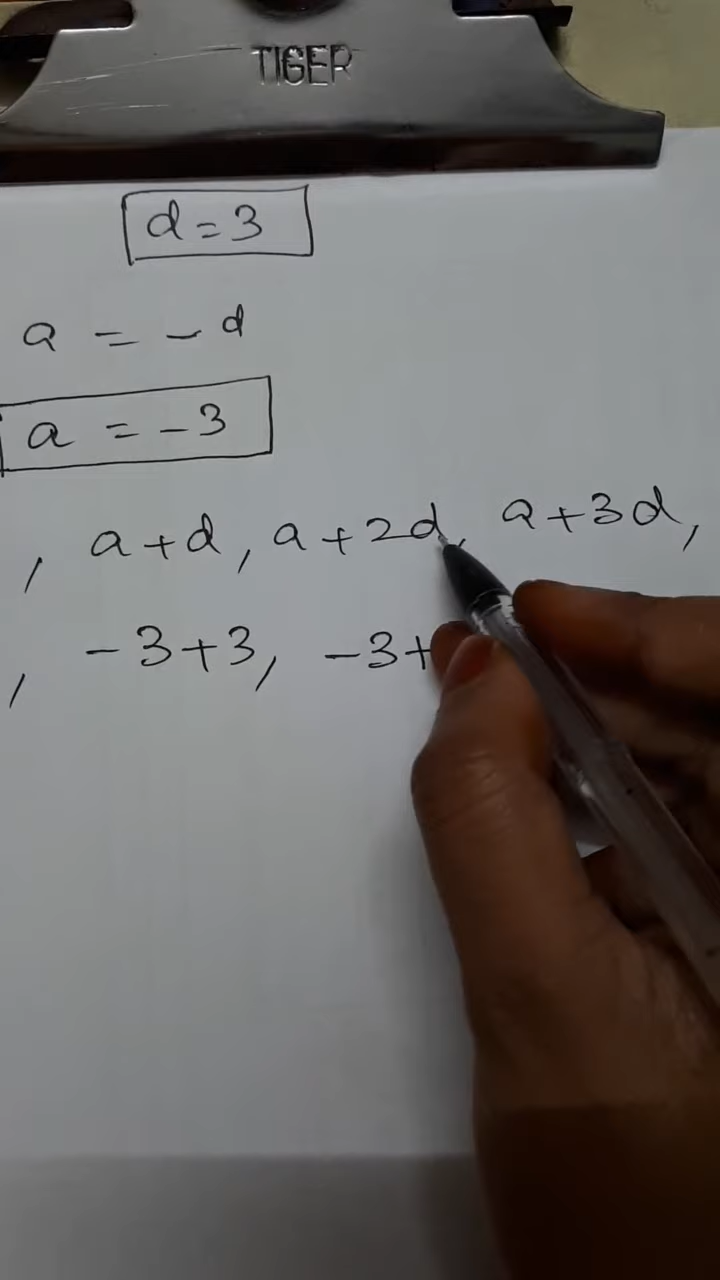 TIGER
d = 3
a = - d
a = -3
, a + d, a + 2d, a + 3d,
, -3+3, -3+